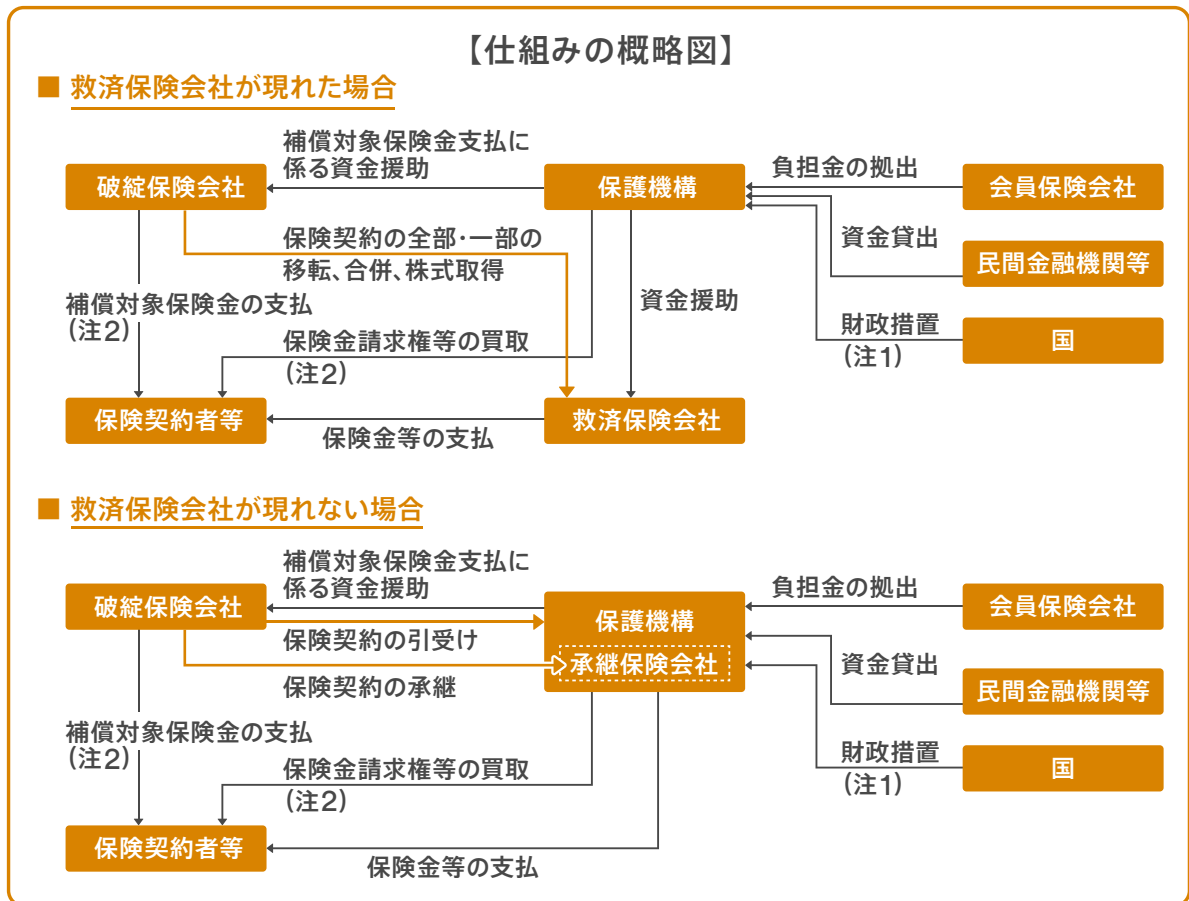 【仕組みの概略図】
■ 救済保険会社が現れた場合
補償対象保険金支払に
係る資金援助
破綻保険会社
保護機構
負担金の拠出
会員保険会社
保険契約の全部・一部の
移転、合併、株式取得
資金貸出
民間金融機関等
補償対象保険金の支払
(注2)
資金援助
保険金請求権等の買取
(注2)
財政措置
(注1)
国
保険契約者等
保険金等の支払
救済保険会社
■ 救済保険会社が現れない場合
補償対象保険金支払に
係る資金援助
破綻保険会社
保護機構
承継保険会社
負担金の拠出
会員保険会社
保険契約の引受け
保険契約の承継
資金貸出
民間金融機関等
補償対象保険金の支払
(注2)
保険金請求権等の買取
(注2)
財政措置
(注1)
国
保険契約者等
保険金等の支払